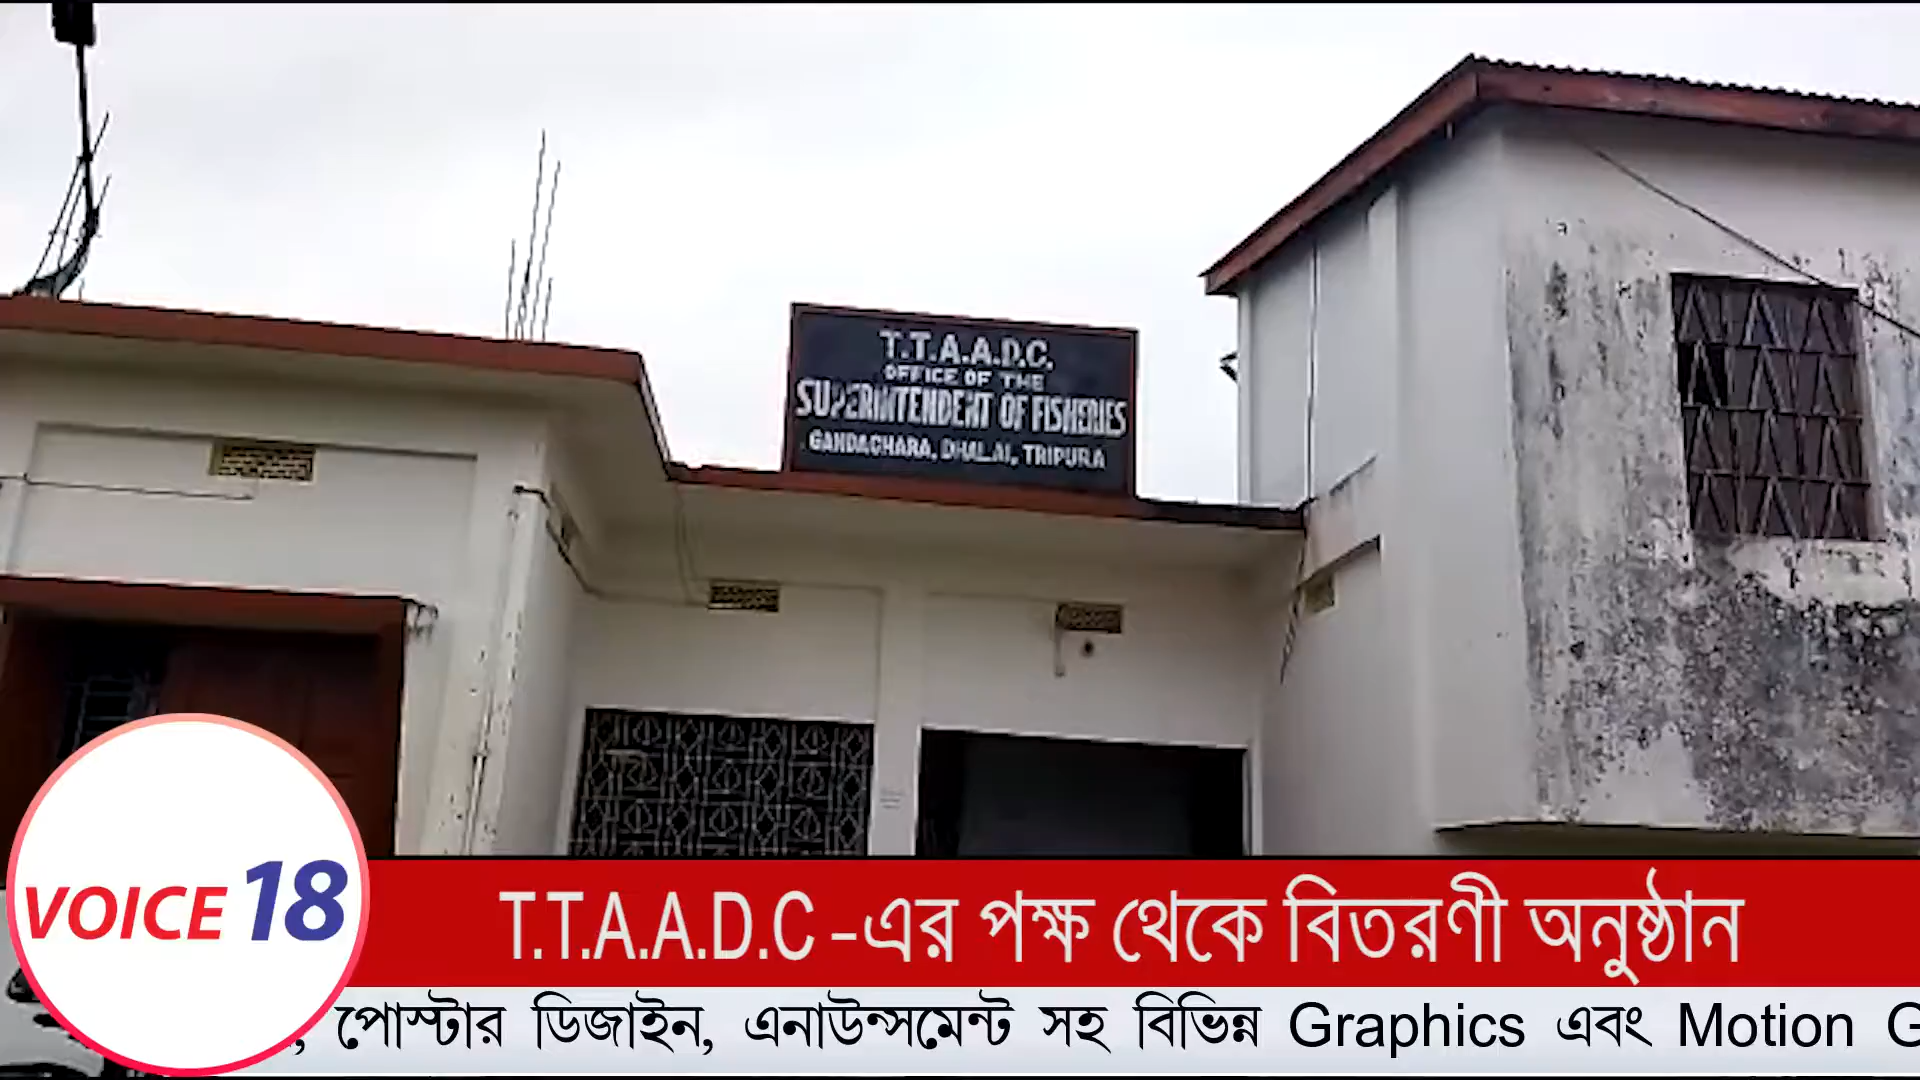 T.T.A.A.D.C.
OFFICE OF THE
SUPERINTENDENT OF FISHERIES
GANDACHARA, DHALAI, TRIPURA
VOICE 18
T.T.A.A.D.C -এর পক্ষ থেকে বিতরণী অনুষ্ঠান
পোস্টার ডিজাইন, এনাউন্সমেন্ট সহ বিভিন্ন Graphics এবং Motion G